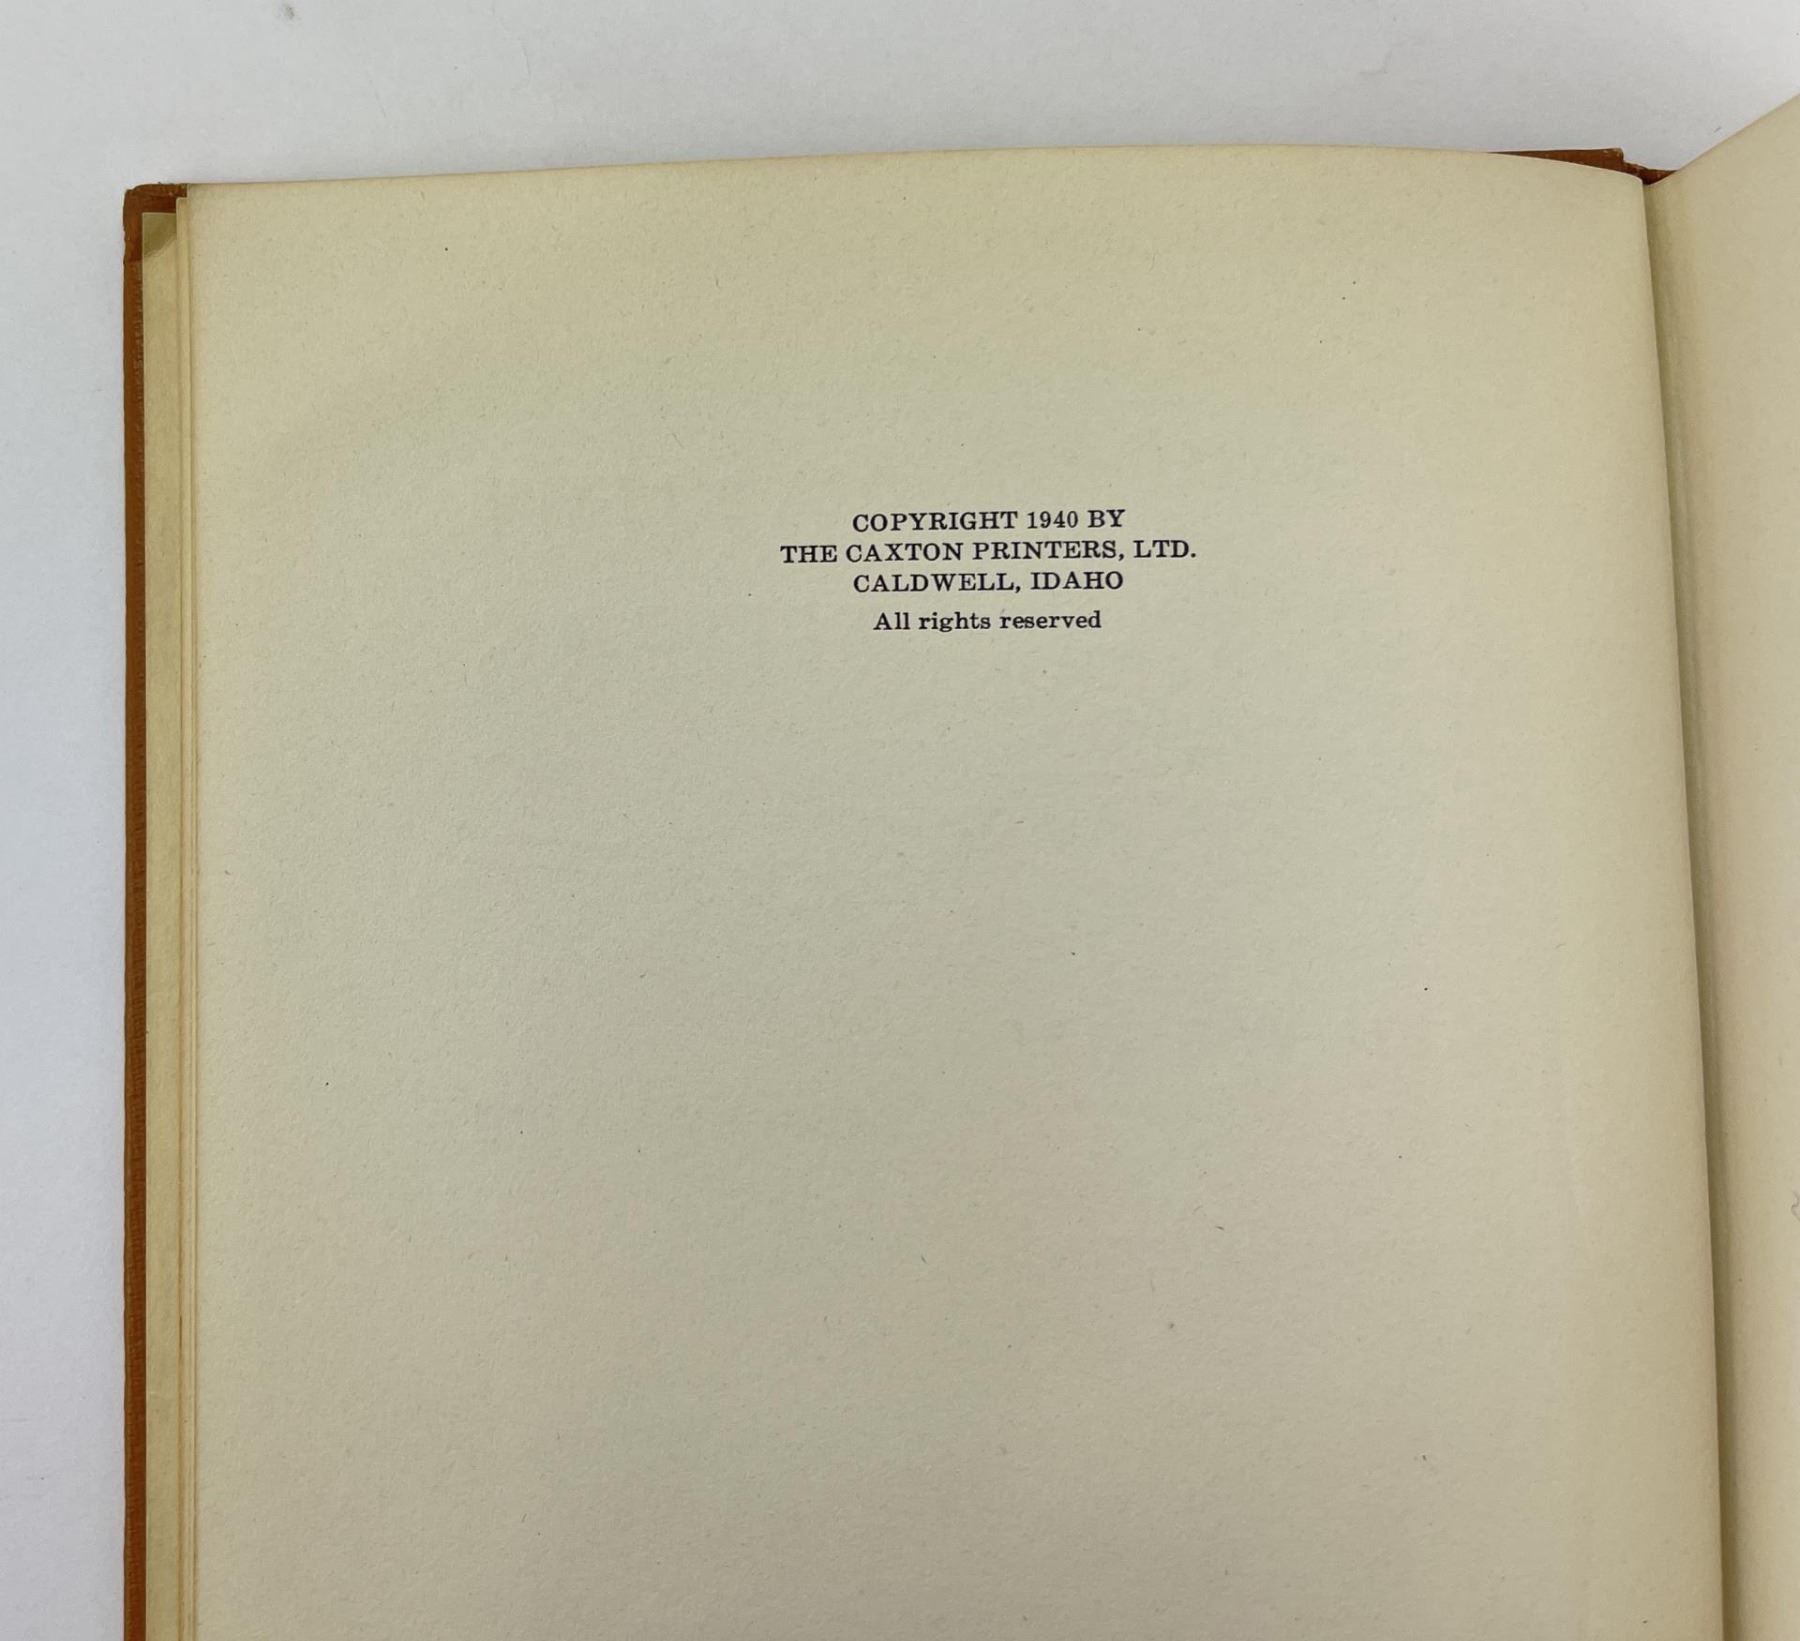 COPYRIGHT 1940 BY
THE CAXTON PRINTERS, LTD.
CALDWELL, IDAHO
All rights reserved